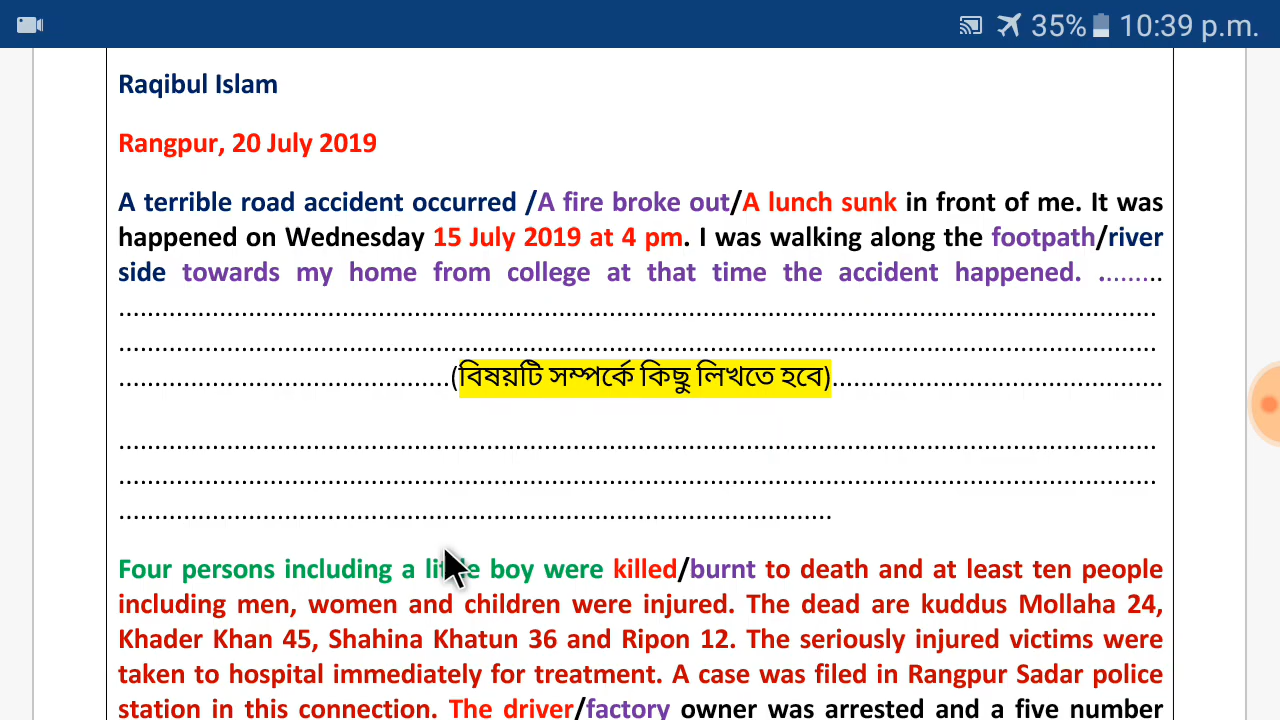 35% 10:39 p.m.
Raqibul Islam
Rangpur, 20 July 2019
A terrible road accident occurred /A fire broke out/A lunch sunk in front of me. It was
happened on Wednesday 15 July 2019 at 4 pm. I was walking along the footpath/river
side towards my home from college at that time the accident happened. .........
..................................................................................................................................................
..................................................................................................................................................
..............................................(বিষয়টি সম্পর্কে কিছু লিখতে হবে)..............................................
..................................................................................................................................................
..................................................................................................................................................
....................................................................................................
Four persons including a little boy were killed/burnt to death and at least ten people
including men, women and children were injured. The dead are kuddus Mollaha 24,
Khader Khan 45, Shahina Khatun 36 and Ripon 12. The seriously injured victims were
taken to hospital immediately for treatment. A case was filed in Rangpur Sadar police
station in this connection. The driver/factory owner was arrested and a five number